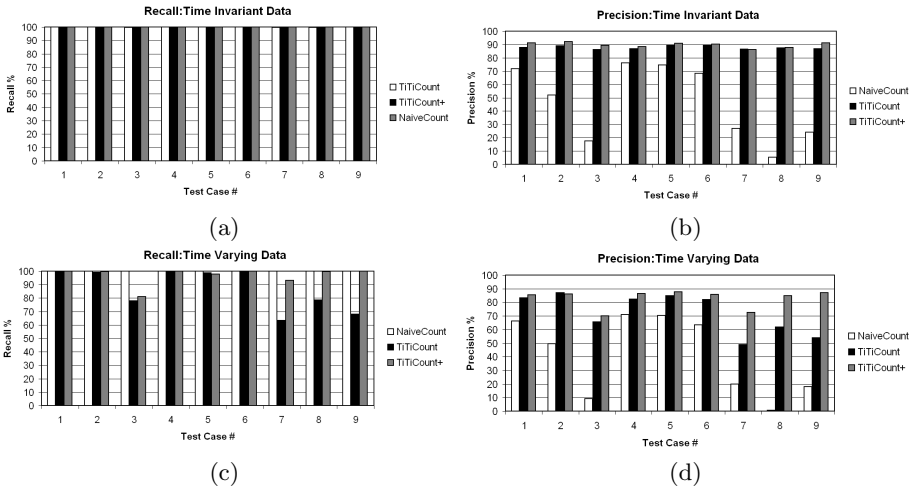 Recall:Time Invariant Data
Recall %
100
90
80
70
60
50
40
30
20
10
0
1 2 3 4 5 6 7 8 9
Test Case #
TiTiCount
TiTiCount+
NaiveCount
(a)
Precision:Time Invariant Data
Precision %
100
90
80
70
60
50
40
30
20
10
0
1 2 3 4 5 6 7 8 9
Test Case #
NaiveCount
TiTiCount
TiTiCount+
(b)
Recall:Time Varying Data
Recall %
100
90
80
70
60
50
40
30
20
10
0
1 2 3 4 5 6 7 8 9
Test Case #
NaiveCount
TiTiCount
TiTiCount+
(c)
Precision:Time Varying Data
Precision %
100
90
80
70
60
50
40
30
20
10
0
1 2 3 4 5 6 7 8 9
Test Case #
NaiveCount
TiTiCount
TiTiCount+
(d)